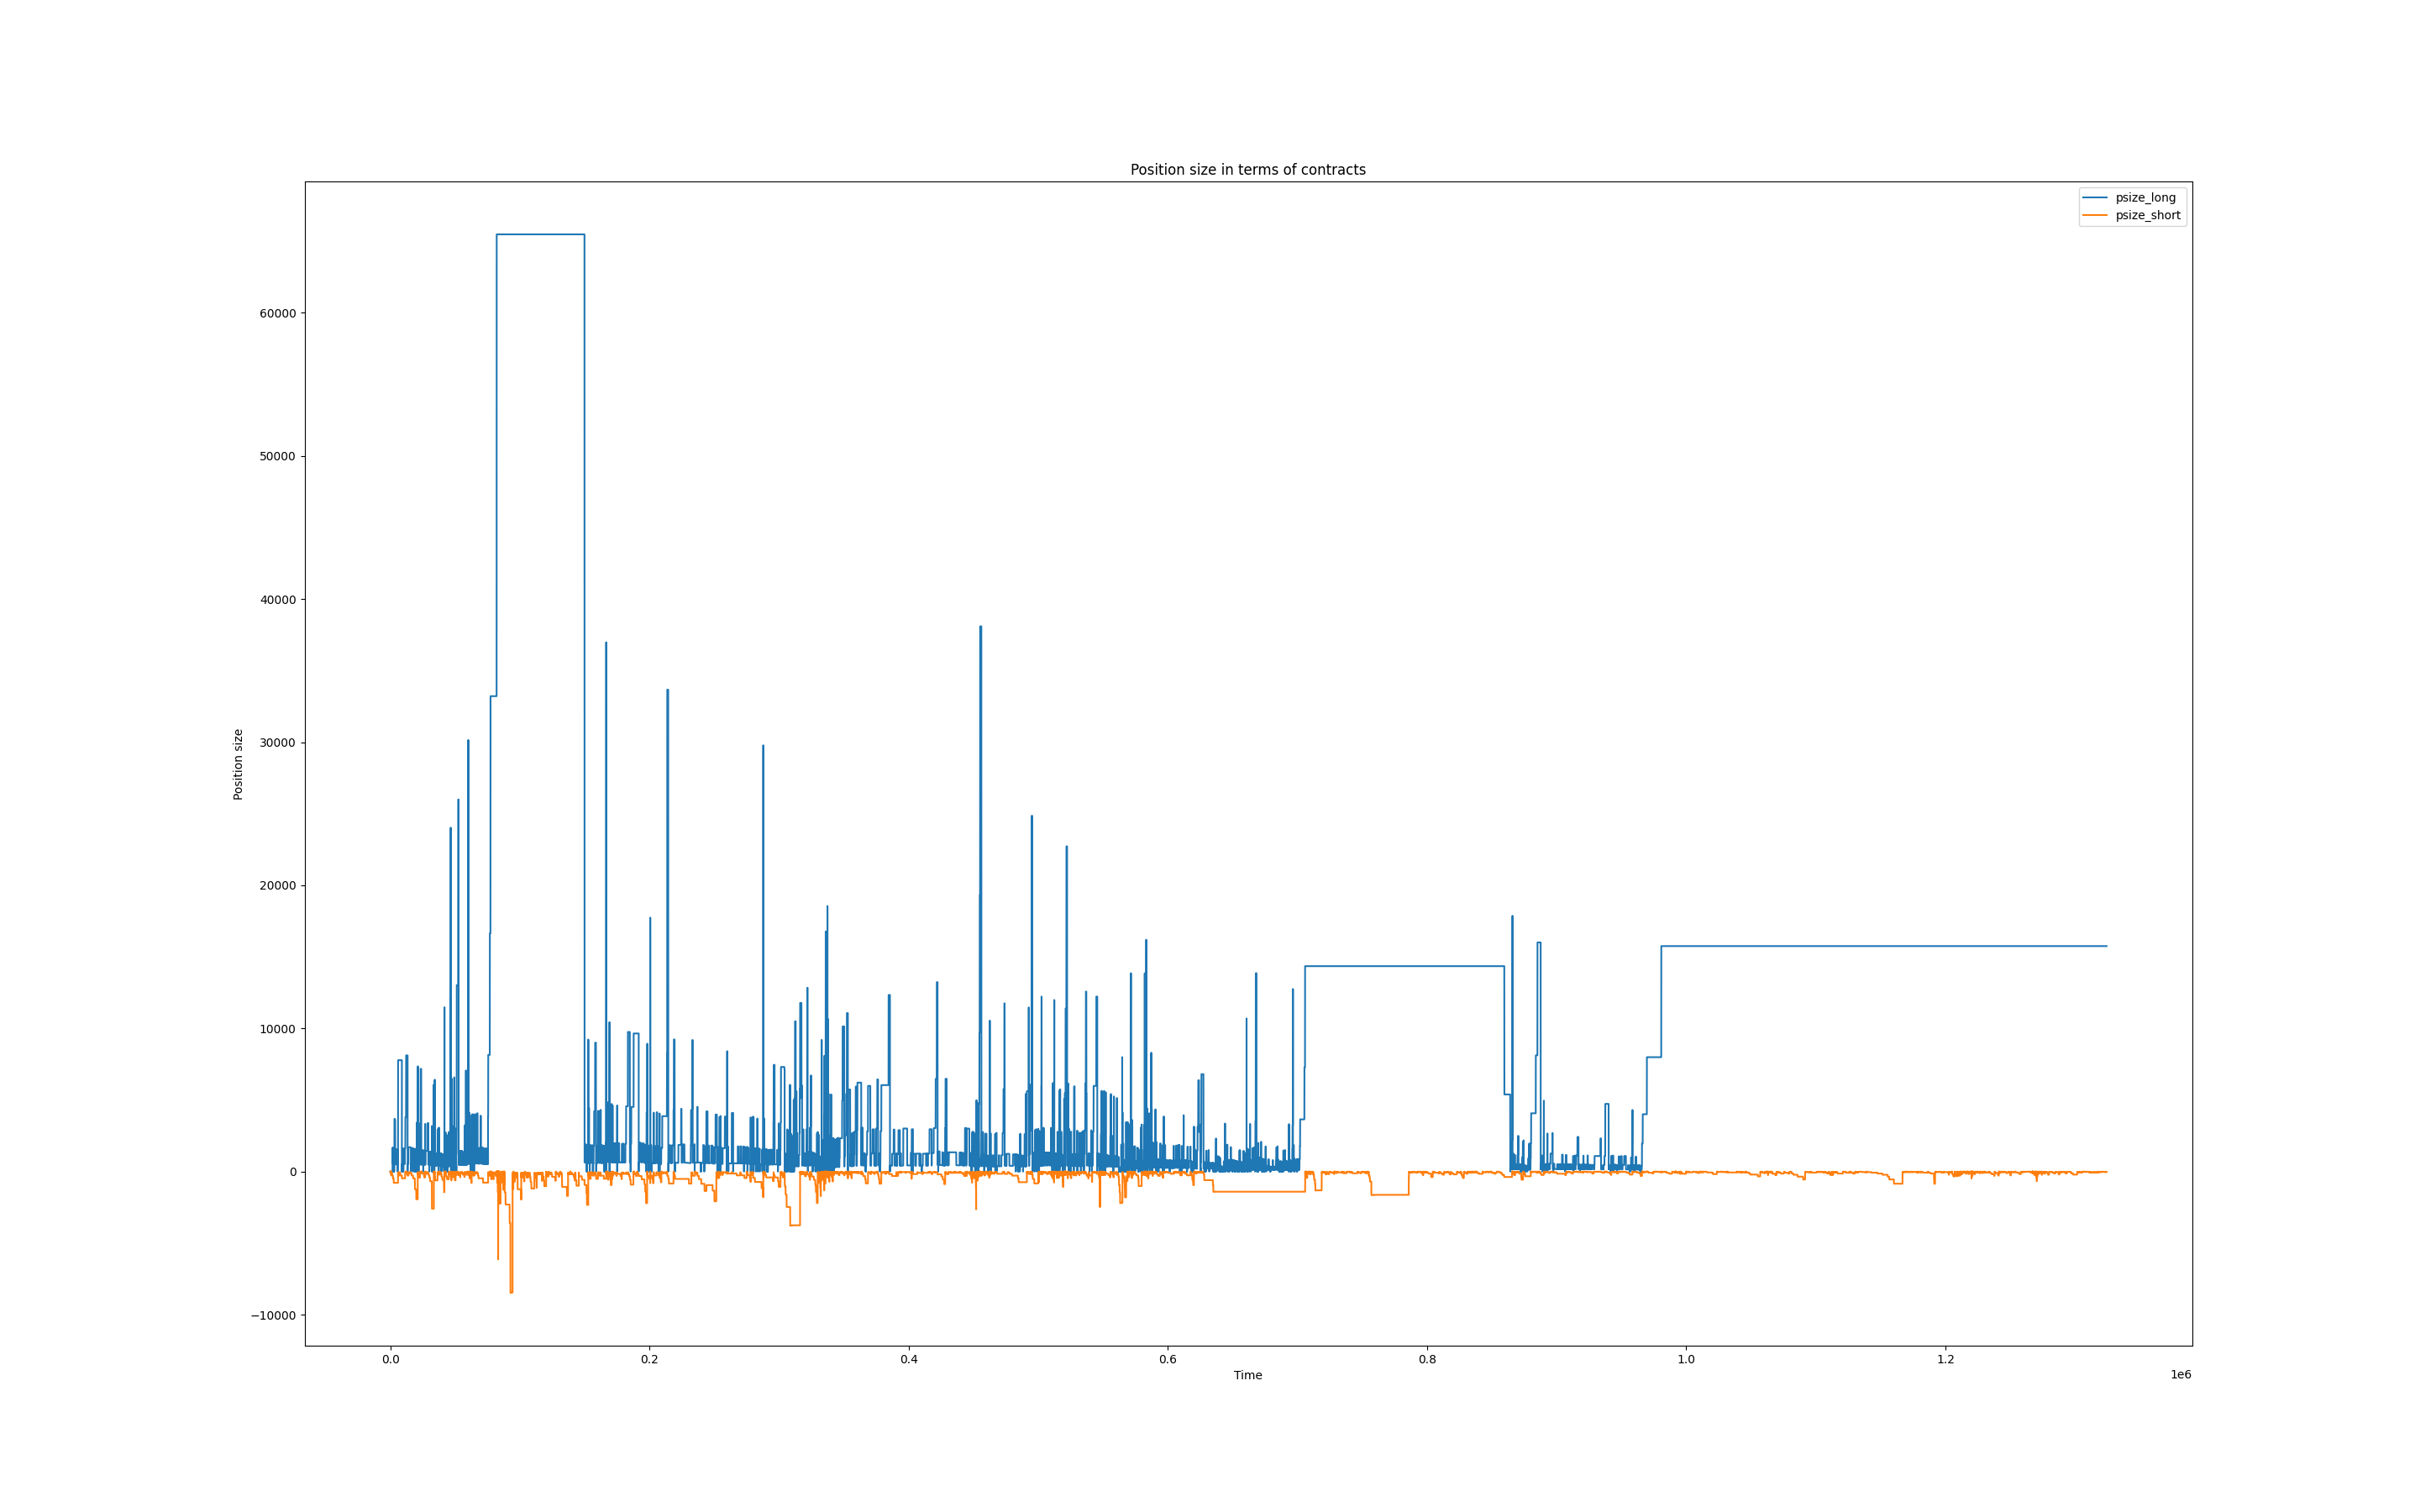 Position size in terms of contracts
psize_long
psize_short
60000
50000
40000
30000
20000
10000
0
−10000
Position size
0.0 0.2 0.4 0.6 0.8 1.0 1.2
Time
1e6